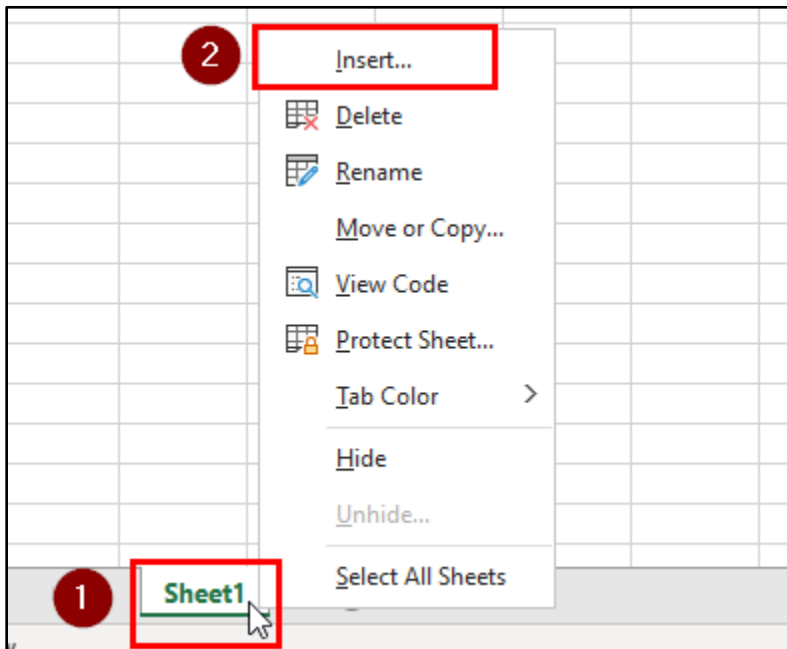 2
Insert...
Delete
Rename
Move or Copy...
View Code
Protect Sheet...
Tab Color
Hide
Unhide...
Select All Sheets
1
Sheet1